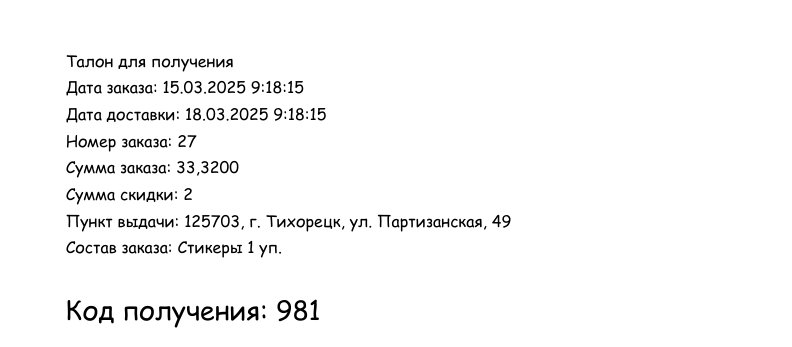 Талон для получения
Дата заказа: 15.03.2025 9:18:15
Дата доставки: 18.03.2025 9:18:15
Номер заказа: 27
Сумма заказа: 33,3200
Сумма скидки: 2
Пункт выдачи: 125703, г. Тихорецк, ул. Партизанская, 49
Состав заказа: Стикеры 1 уп.
Код получения: 981